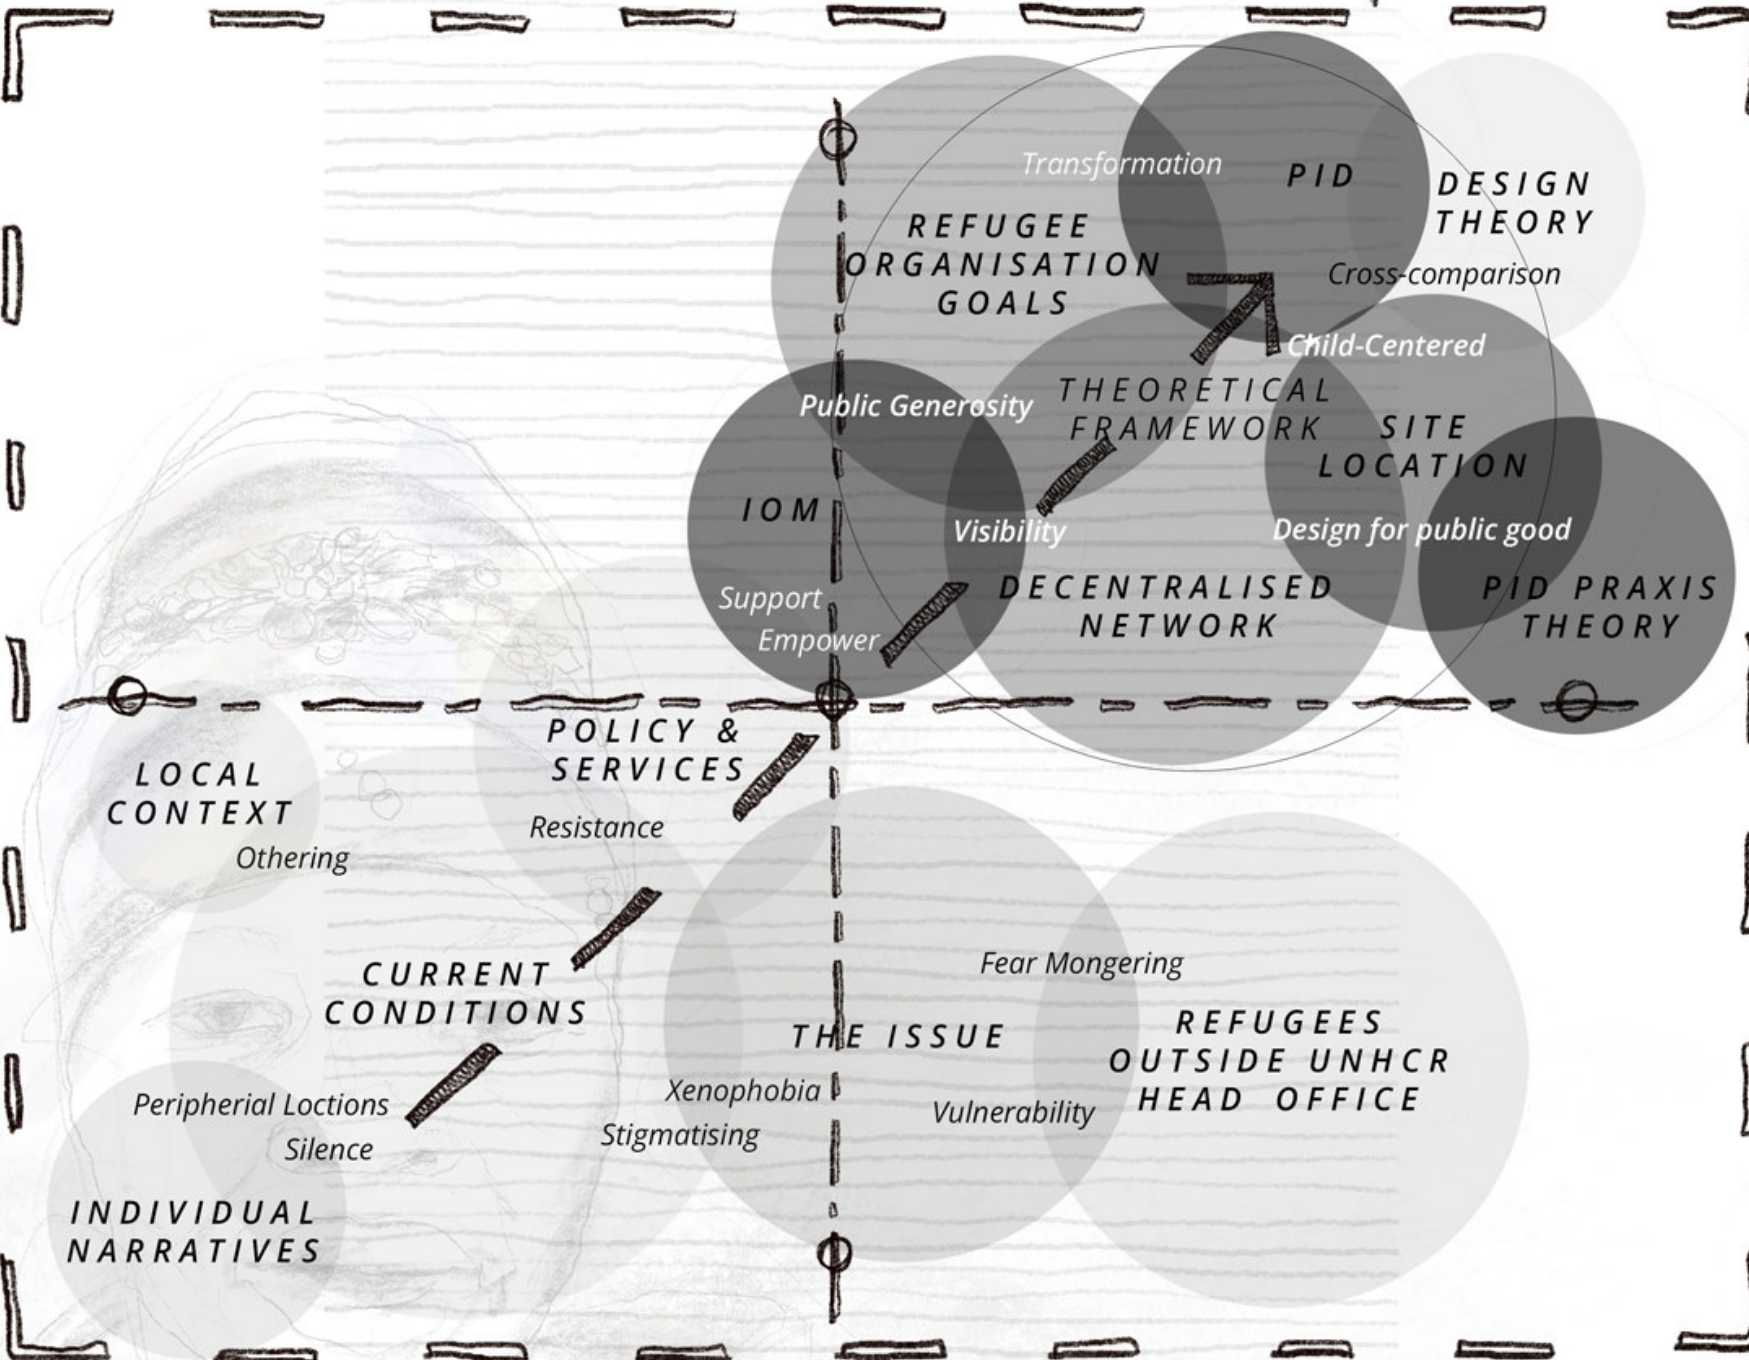 Transformation
PID
DESIGN
THEORY
REFUGEE
ORGANISATION
GOALS
Cross-comparison
Child-Centered
THEORETICAL
FRAMEWORK
Public Generosity
SITE
LOCATION
IOM
Visibility
Design for public good
Support
Empower
DECENTRALISED
NETWORK
PID PRAXIS
THEORY
POLICY &
SERVICES
LOCAL
CONTEXT
Resistance
Othering
CURRENT
CONDITIONS
Fear Mongering
THE ISSUE
REFUGEES
OUTSIDE UNHCR
HEAD OFFICE
Xenophobia
Stigmatising
Vulnerability
Peripherial Loctions
Silence
INDIVIDUAL
NARRATIVES